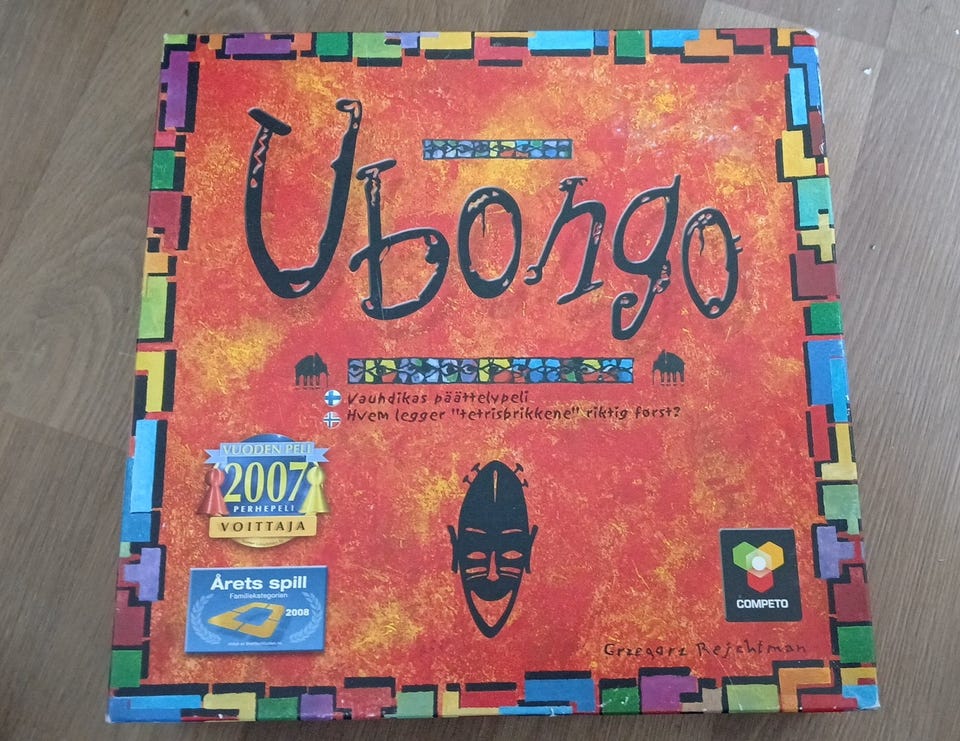 Ubongo
Vauhdikas päättelypeli
Hvem legger "tetrisbrikkene" riktig først?
VUODEN PELI
2007
PERHEPELI
VOITTAJA
Årets spill
Familiekategorien
2008
COMPETO
Grzegorz Rejchtman